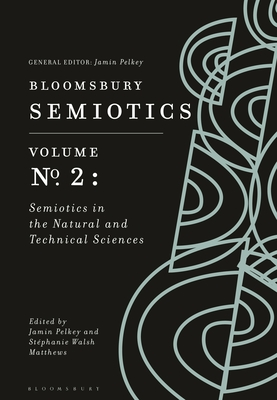 GENERAL EDITOR: Jamin Pelkey
BLOOMSBURY
SEMIOTICS
VOLUME
No. 2:
Semiotics in
the Natural and
Technical Sciences
Edited by
Jamin Pelkey and
Stéphanie Walsh
Matthews
BLOOMSBURY